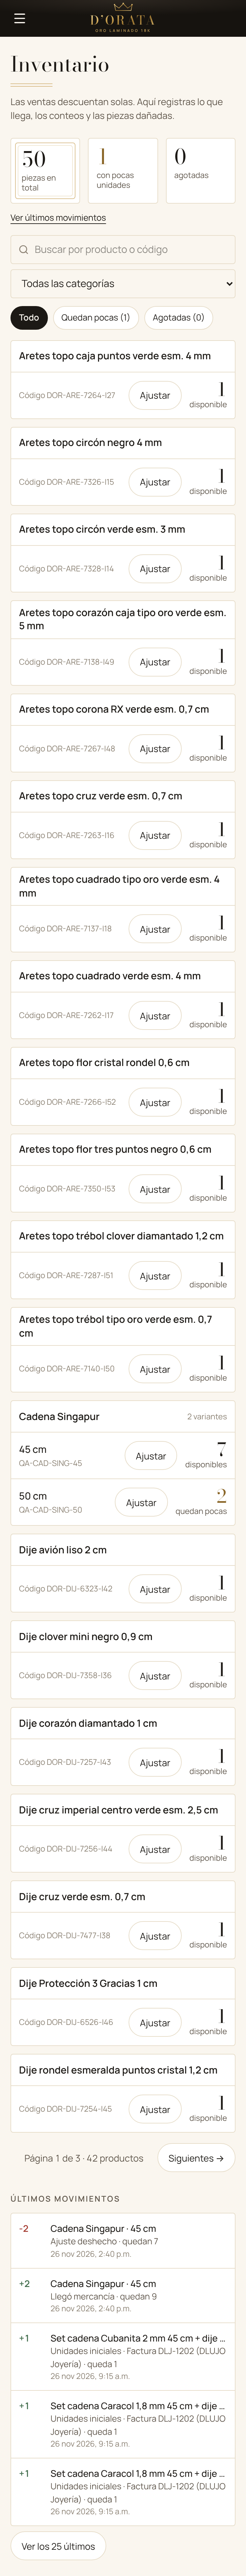 D'ORATA
ORO LAMINADO 18K
Inventario
Las ventas descuentan solas. Aquí registras lo que
llega, los conteos y las piezas dañadas.
50
piezas en
total
1
con pocas
unidades
0
agotadas
Ver últimos movimientos
Buscar por producto o código
Todas las categorías
Todo
Quedan pocas (1)
Agotadas (0)
Aretes topo caja puntos verde esm. 4 mm
Código DOR-ARE-7264-I27
Ajustar
1
disponible
Aretes topo circón negro 4 mm
Código DOR-ARE-7326-I15
Ajustar
1
disponible
Aretes topo circón verde esm. 3 mm
Código DOR-ARE-7328-I14
Ajustar
1
disponible
Aretes topo corazón caja tipo oro verde esm.
5 mm
Código DOR-ARE-7138-I49
Ajustar
1
disponible
Aretes topo corona RX verde esm. 0,7 cm
Código DOR-ARE-7267-I48
Ajustar
1
disponible
Aretes topo cruz verde esm. 0,7 cm
Código DOR-ARE-7263-I16
Ajustar
1
disponible
Aretes topo cuadrado tipo oro verde esm. 4
mm
Código DOR-ARE-7137-I18
Ajustar
1
disponible
Aretes topo cuadrado verde esm. 4 mm
Código DOR-ARE-7262-I17
Ajustar
1
disponible
Aretes topo flor cristal rondel 0,6 cm
Código DOR-ARE-7266-I52
Ajustar
1
disponible
Aretes topo flor tres puntos negro 0,6 cm
Código DOR-ARE-7350-I53
Ajustar
1
disponible
Aretes topo trébol clover diamantado 1,2 cm
Código DOR-ARE-7287-I51
Ajustar
1
disponible
Aretes topo trébol tipo oro verde esm. 0,7
cm
Código DOR-ARE-7140-I50
Ajustar
1
disponible
Cadena Singapur
2 variantes
45 cm
QA-CAD-SING-45
Ajustar
7
disponibles
50 cm
QA-CAD-SING-50
Ajustar
2
quedan pocas
Dije avión liso 2 cm
Código DOR-DIJ-6323-I42
Ajustar
1
disponible
Dije clover mini negro 0,9 cm
Código DOR-DIJ-7358-I36
Ajustar
1
disponible
Dije corazón diamantado 1 cm
Código DOR-DIJ-7257-I43
Ajustar
1
disponible
Dije cruz imperial centro verde esm. 2,5 cm
Código DOR-DIJ-7256-I44
Ajustar
1
disponible
Dije cruz verde esm. 0,7 cm
Código DOR-DIJ-7477-I38
Ajustar
1
disponible
Dije Protección 3 Gracias 1 cm
Código DOR-DIJ-6526-I46
Ajustar
1
disponible
Dije rondel esmeralda puntos cristal 1,2 cm
Código DOR-DIJ-7254-I45
Ajustar
1
disponible
Página 1 de 3 · 42 productos
Siguientes →
ÚLTIMOS MOVIMIENTOS
-2
Cadena Singapur · 45 cm
Ajuste deshecho · quedan 7
26 nov 2026, 2:40 p.m.
+2
Cadena Singapur · 45 cm
Llegó mercancía · quedan 9
26 nov 2026, 2:40 p.m.
+1
Set cadena Cubanita 2 mm 45 cm + dije …
Unidades iniciales · Factura DLJ-1202 (DLUJO
Joyería) · queda 1
26 nov 2026, 9:15 a.m.
+1
Set cadena Caracol 1,8 mm 45 cm + dije …
Unidades iniciales · Factura DLJ-1202 (DLUJO
Joyería) · queda 1
26 nov 2026, 9:15 a.m.
+1
Set cadena Caracol 1,8 mm 45 cm + dije …
Unidades iniciales · Factura DLJ-1202 (DLUJO
Joyería) · queda 1
26 nov 2026, 9:15 a.m.
Ver los 25 últimos